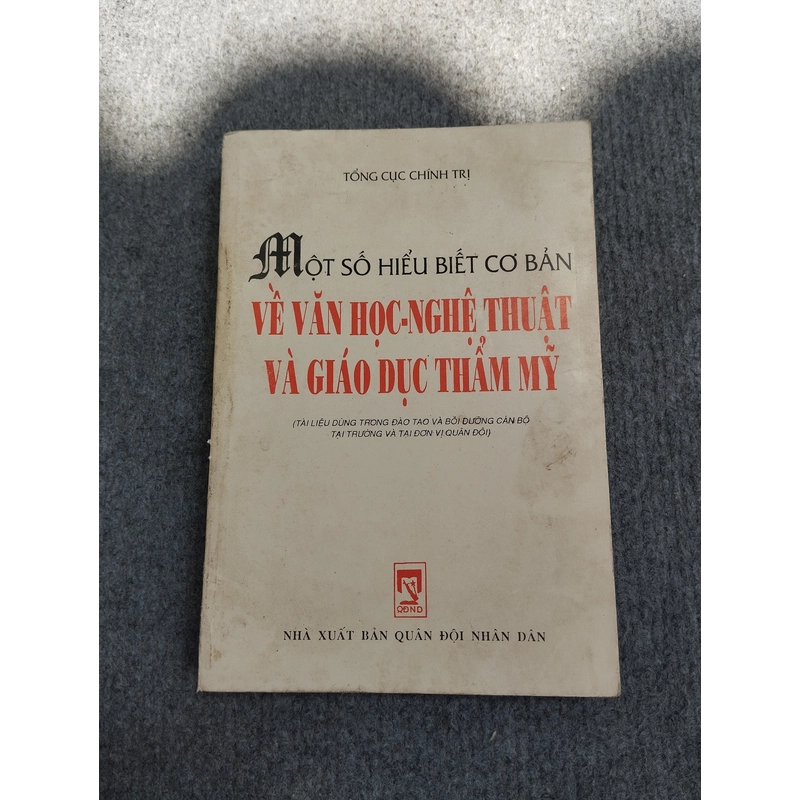 TỔNG CỤC CHÍNH TRỊ
MỘT SỐ HIỂU BIẾT CƠ BẢN
VỀ VĂN HỌC-NGHỆ THUẬT
VÀ GIÁO DỤC THẨM MỸ
(TÀI LIỆU DÙNG TRONG ĐÀO TẠO VÀ BỒI DƯỠNG CÁN BỘ
TẠI TRƯỜNG VÀ TẠI ĐƠN VỊ QUÂN ĐỘI)
QĐND
NHÀ XUẤT BẢN QUÂN ĐỘI NHÂN DÂN